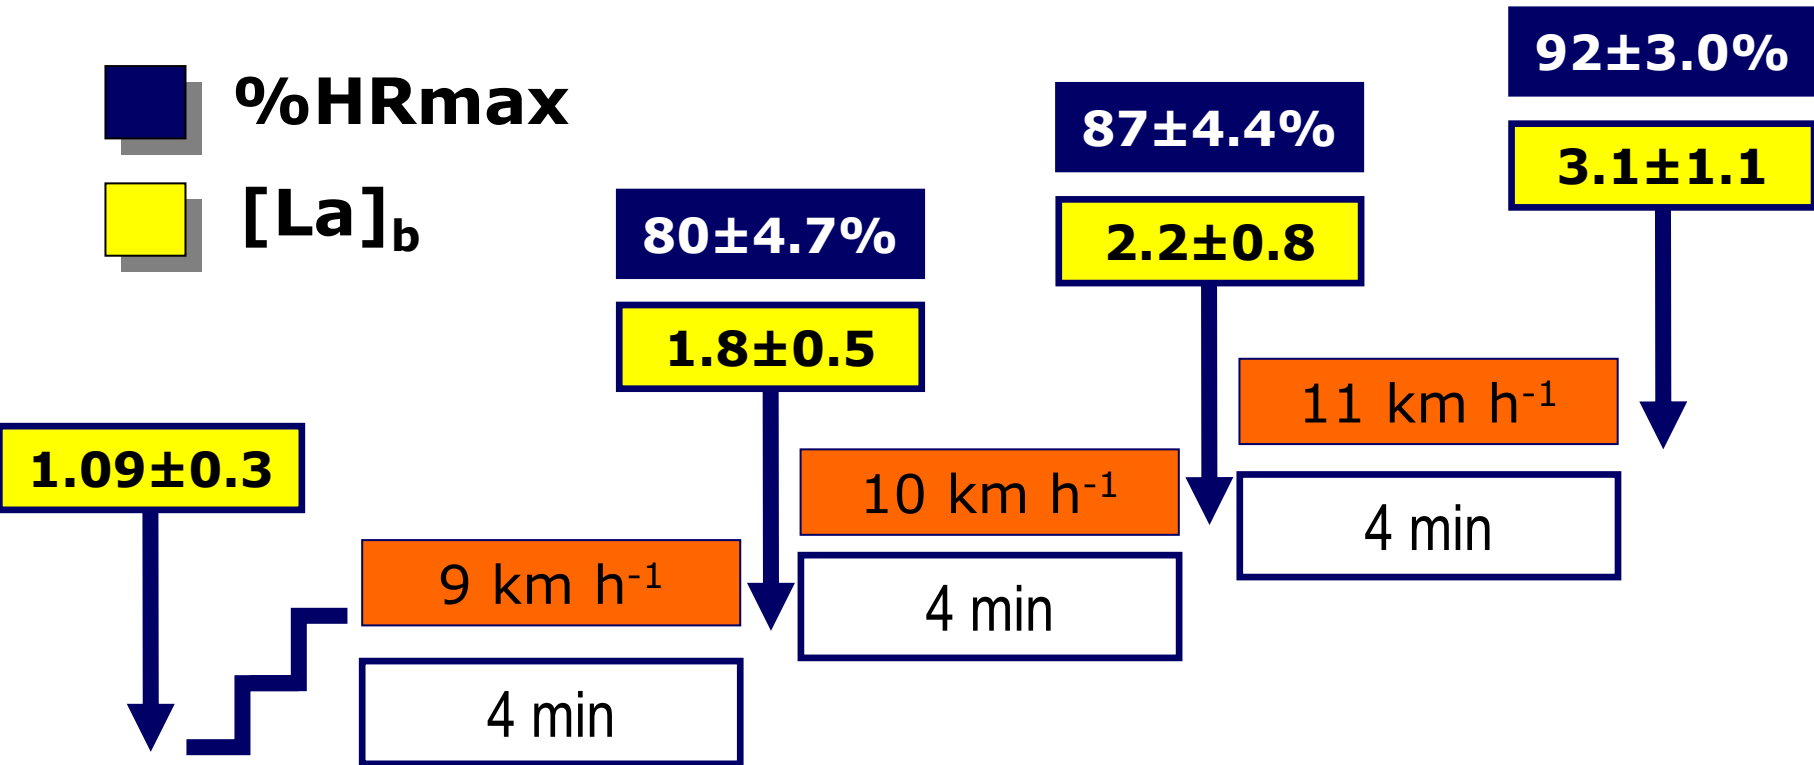 %HRmax
[La]b
92±3.0%
3.1±1.1
87±4.4%
2.2±0.8
80±4.7%
1.8±0.5
1.09±0.3
11 km h-1
4 min
10 km h-1
4 min
9 km h-1
4 min